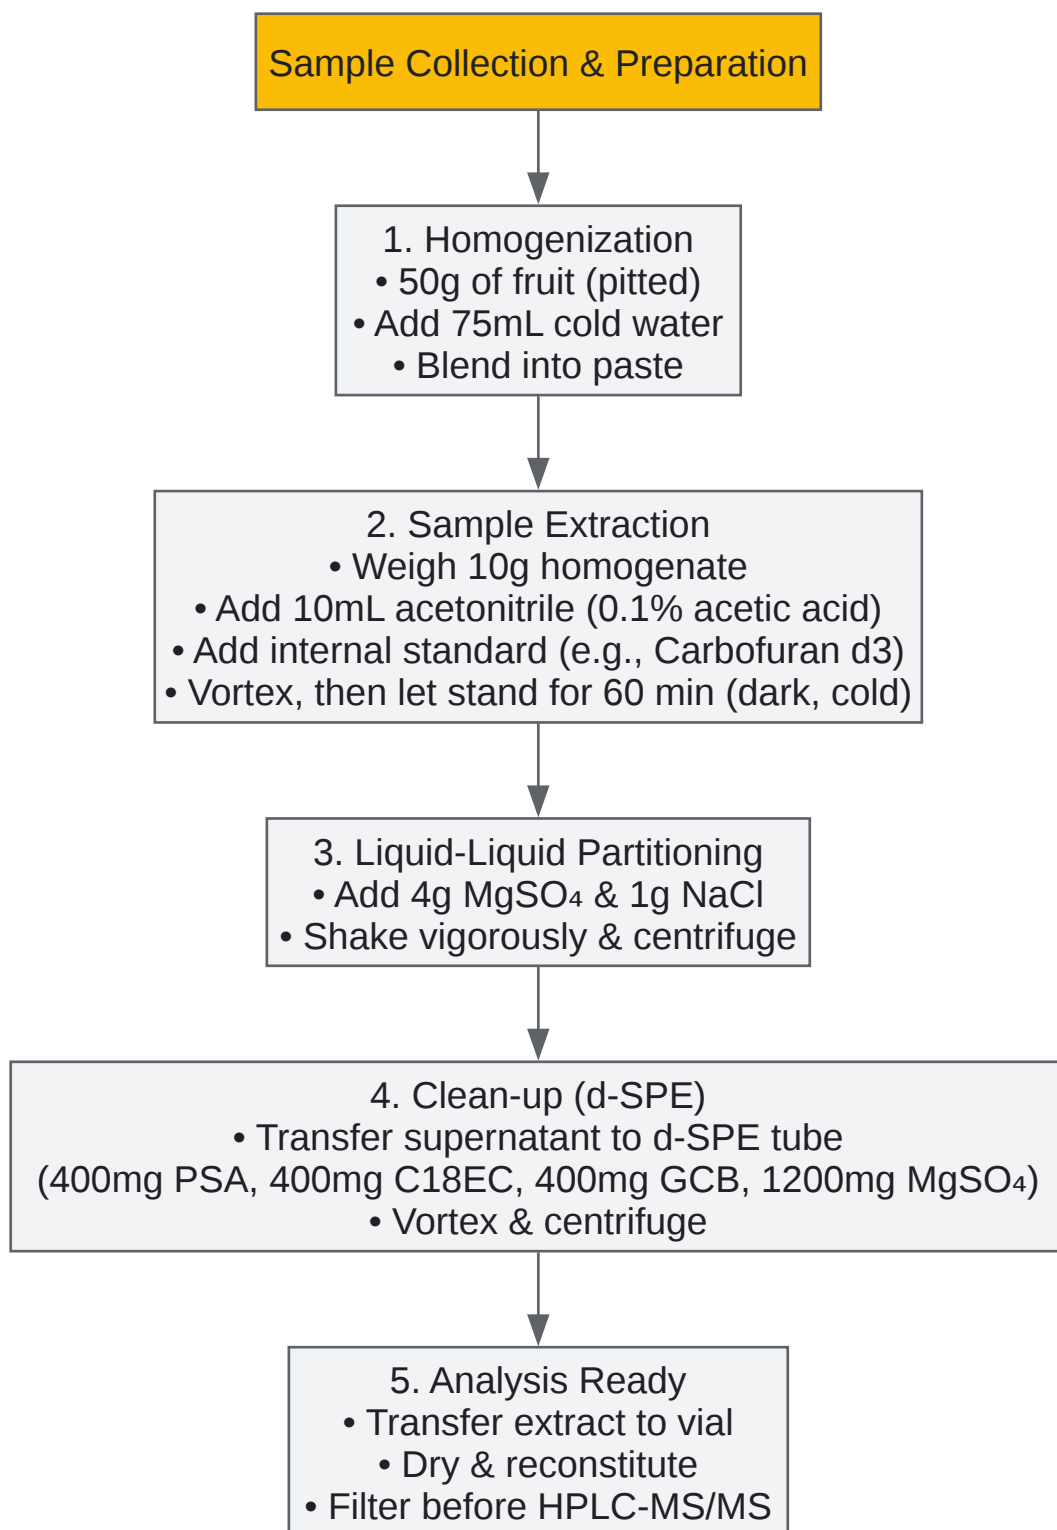 Sample Collection & Preparation
1. Homogenization
• 50g of fruit (pitted)
• Add 75mL cold water
• Blend into paste
2. Sample Extraction
• Weigh 10g homogenate
• Add 10mL acetonitrile (0.1% acetic acid)
• Add internal standard (e.g., Carbofuran d3)
• Vortex, then let stand for 60 min (dark, cold)
3. Liquid-Liquid Partitioning
• Add 4g MgSO₄ & 1g NaCl
• Shake vigorously & centrifuge
4. Clean-up (d-SPE)
• Transfer supernatant to d-SPE tube
(400mg PSA, 400mg C18EC, 400mg GCB, 1200mg MgSO₄)
• Vortex & centrifuge
5. Analysis Ready
• Transfer extract to vial
• Dry & reconstitute
• Filter before HPLC-MS/MS